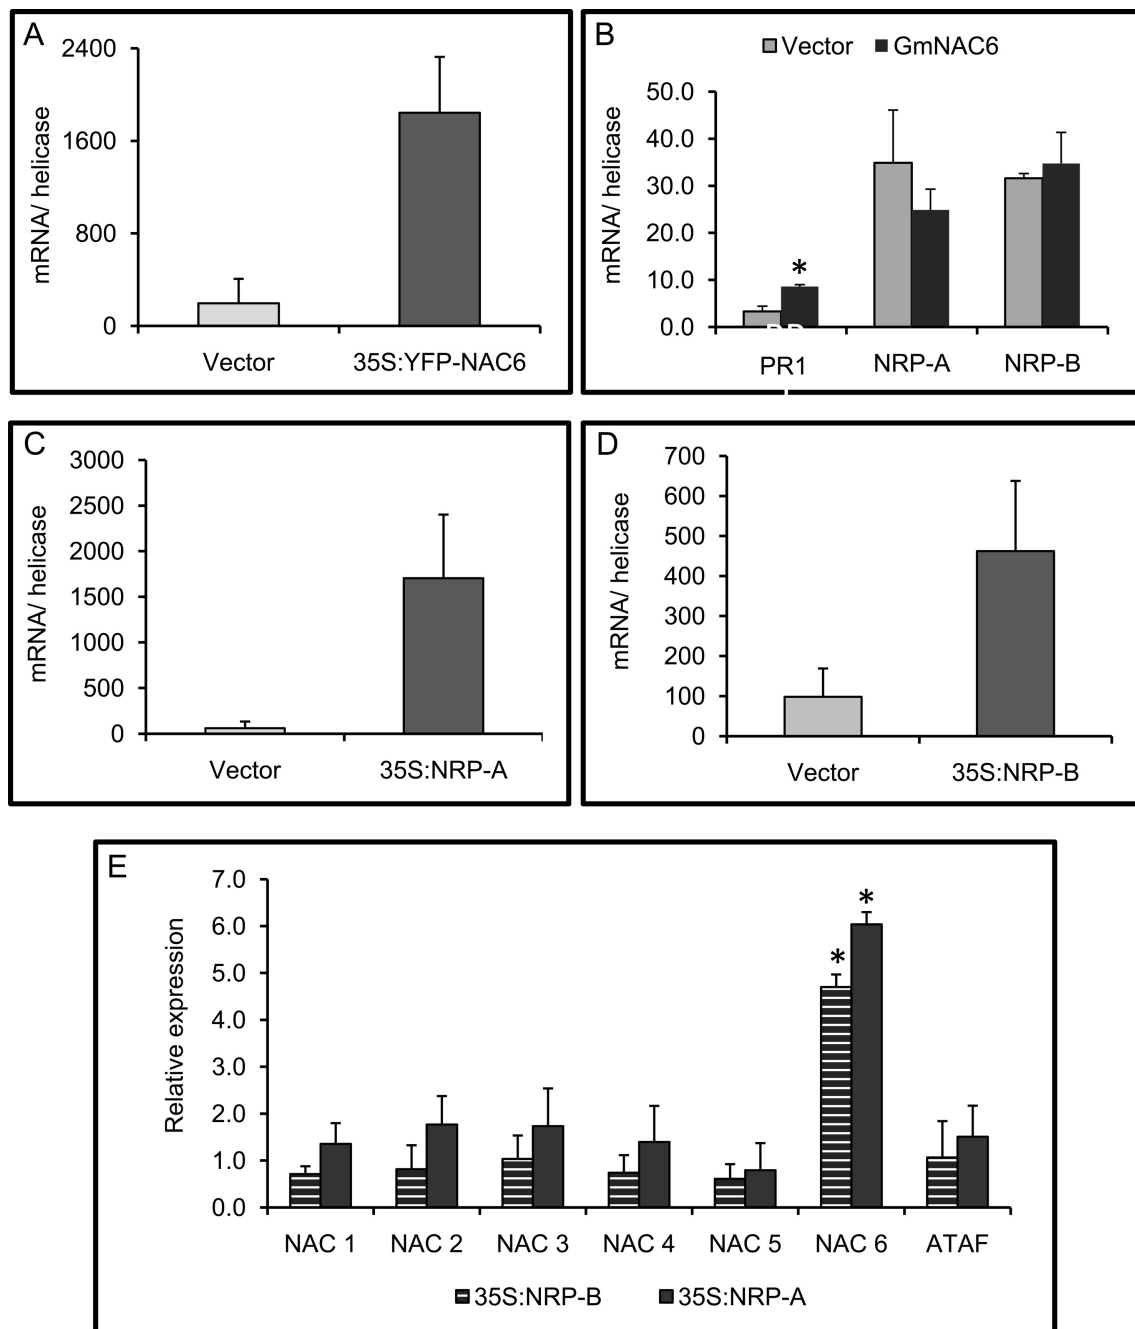 A
mRNA/ helicase
2400
1600
800
0
Vector 35S:YFP-NAC6
B
Vector GmNAC6
50.0
40.0
30.0
20.0
10.0
0.0
*
PR1 NRP-A NRP-B
C
mRNA/ helicase
3000
2500
2000
1500
1000
500
0
Vector 35S:NRP-A
D
mRNA/ helicase
700
600
500
400
300
200
100
0
Vector 35S:NRP-B
E
Relative expression
7.0
6.0
5.0
4.0
3.0
2.0
1.0
0.0
*
*
NAC 1 NAC 2 NAC 3 NAC 4 NAC 5 NAC 6 ATAF
35S:NRP-B 35S:NRP-A